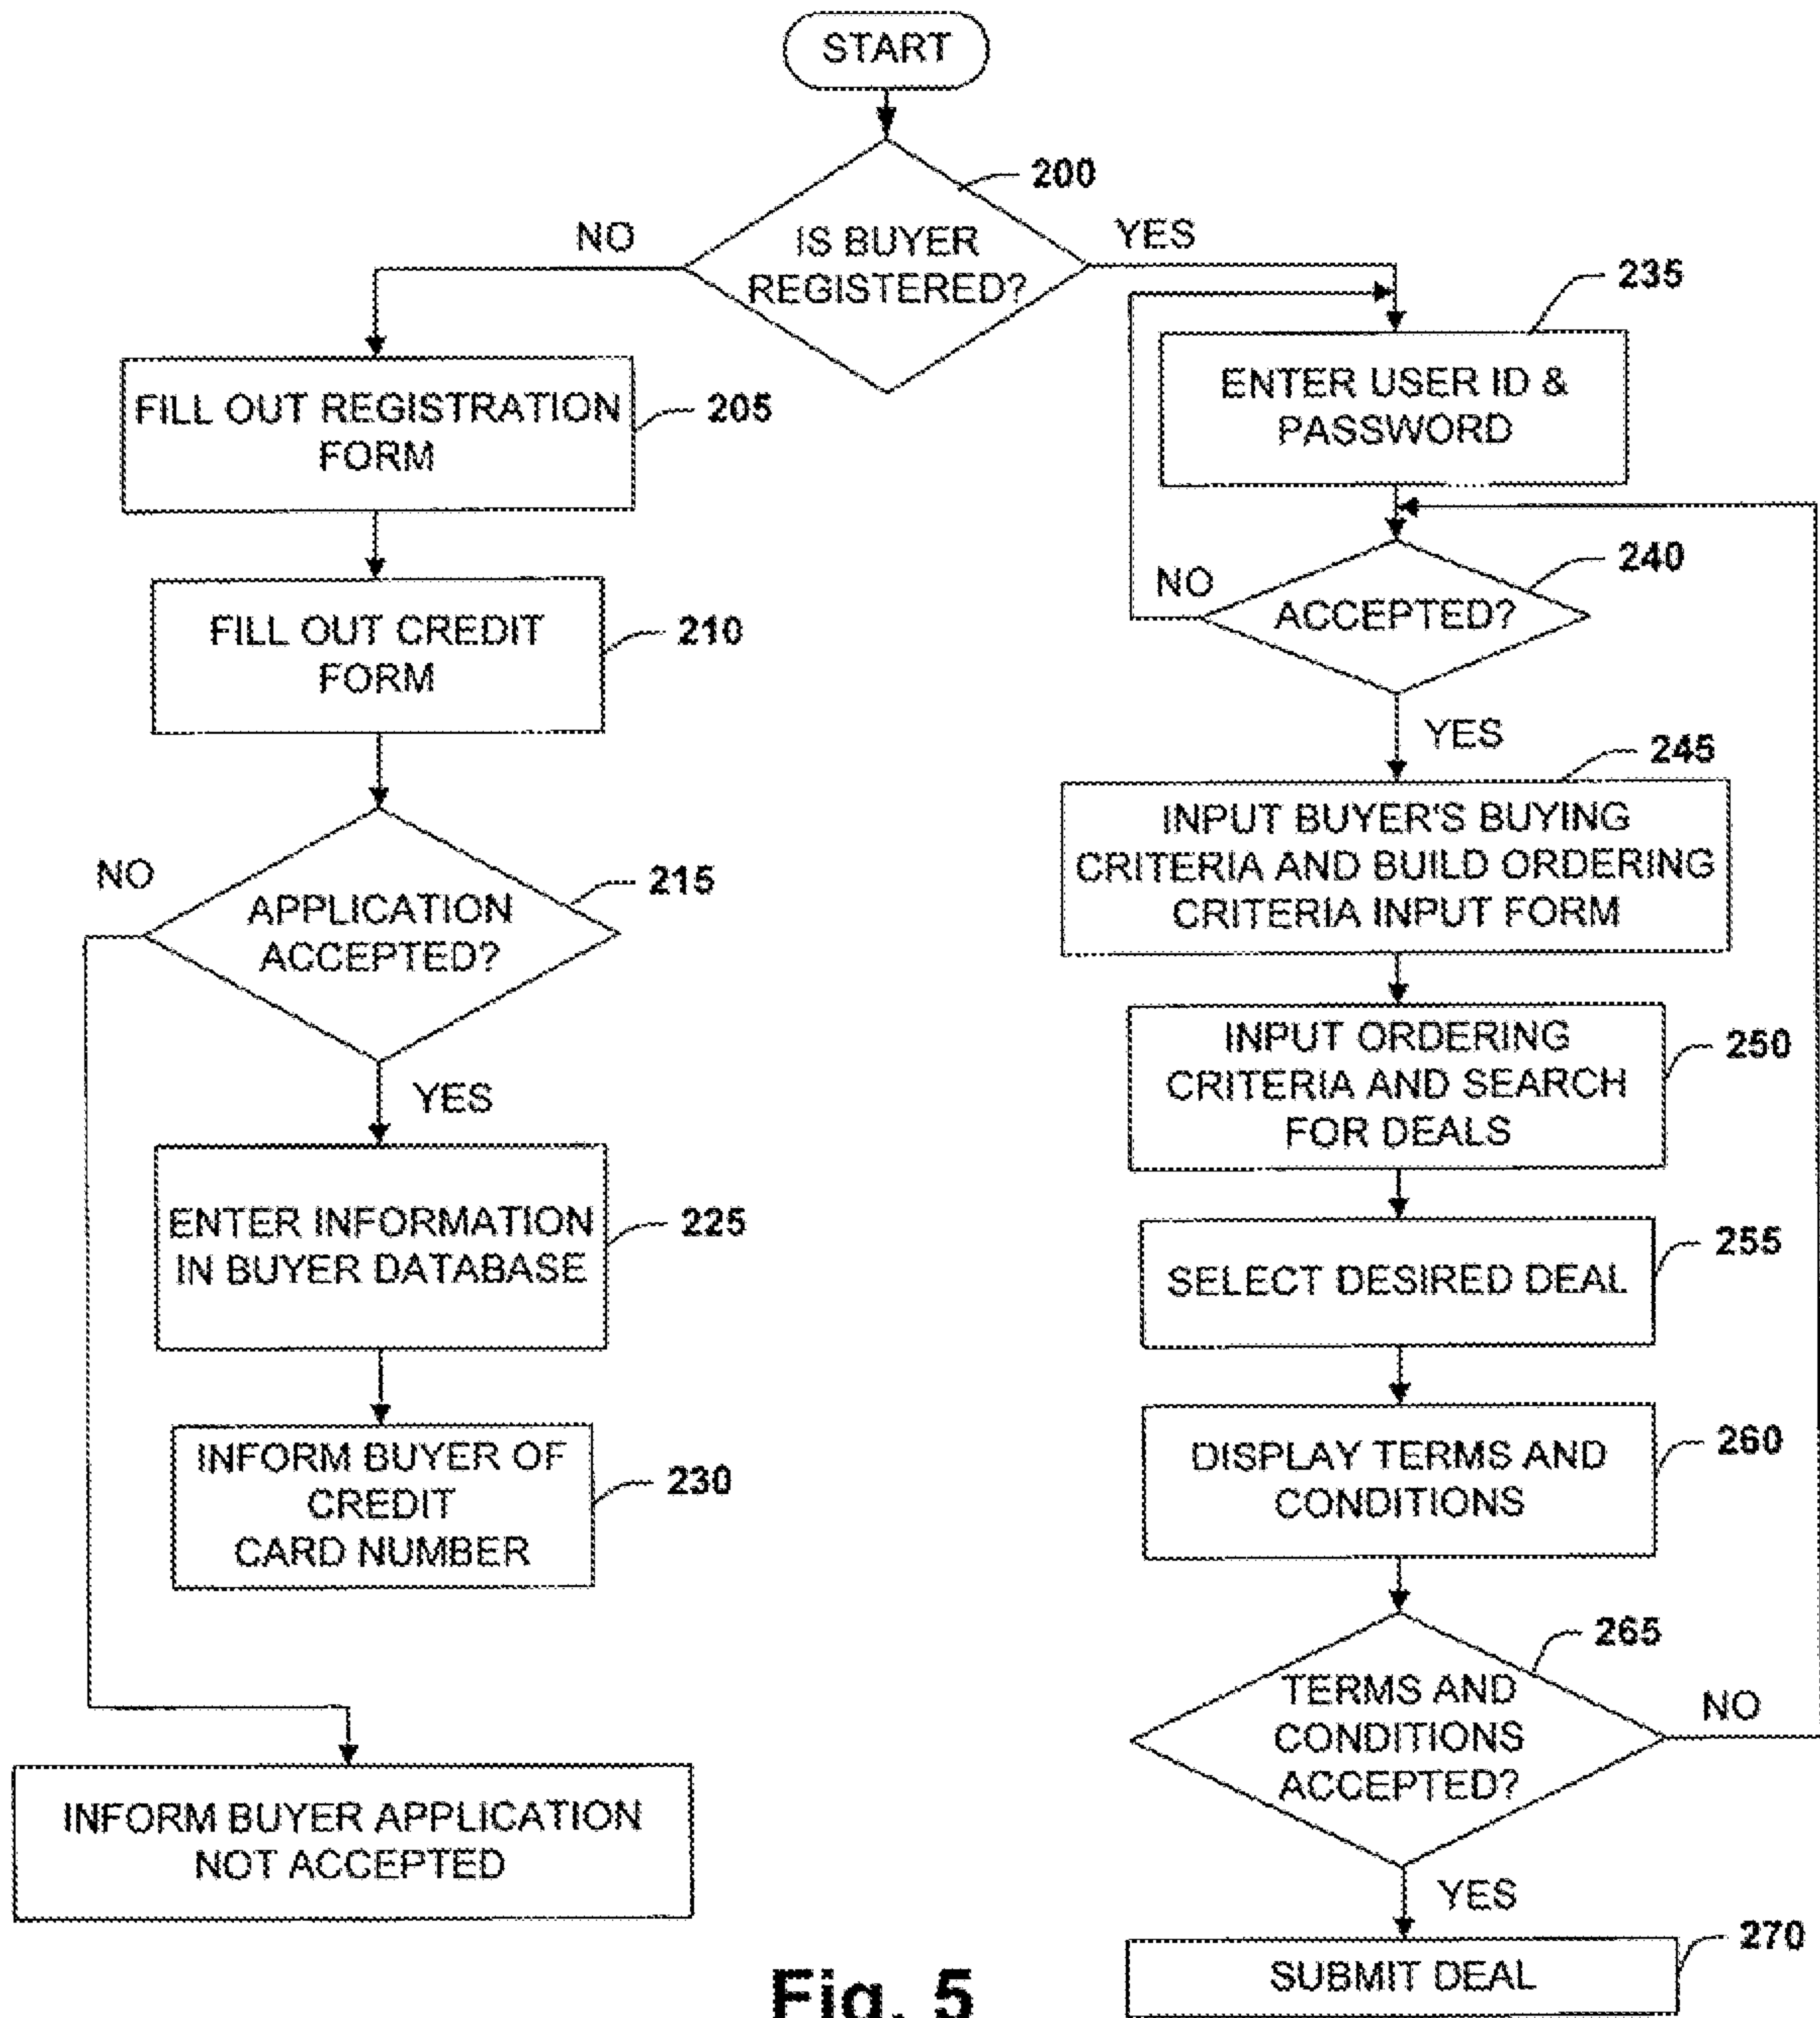 START
200
IS BUYER
REGISTERED?
NO
YES
FILL OUT REGISTRATION
FORM
205
FILL OUT CREDIT
FORM
210
NO
APPLICATION
ACCEPTED?
215
YES
ENTER INFORMATION
IN BUYER DATABASE
225
INFORM BUYER OF
CREDIT
CARD NUMBER
230
INFORM BUYER APPLICATION
NOT ACCEPTED
235
ENTER USER ID &
PASSWORD
240
NO
ACCEPTED?
YES
245
INPUT BUYER'S BUYING
CRITERIA AND BUILD ORDERING
CRITERIA INPUT FORM
INPUT ORDERING
CRITERIA AND SEARCH
FOR DEALS
250
SELECT DESIRED DEAL
255
DISPLAY TERMS AND
CONDITIONS
260
265
TERMS AND
CONDITIONS
ACCEPTED?
NO
YES
SUBMIT DEAL
270
Fig. 5